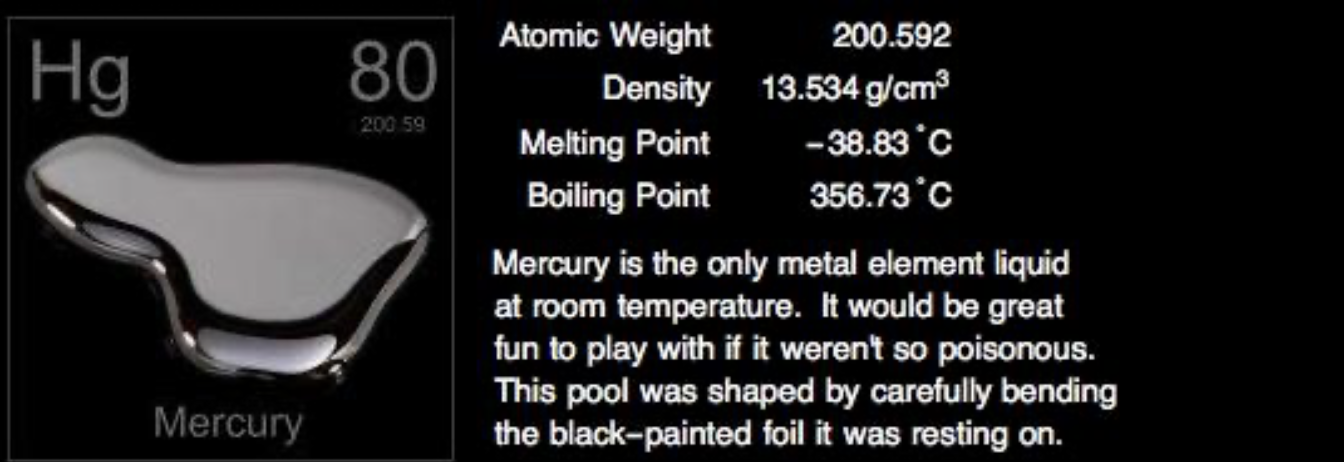 Hg 80
200.59
Mercury
Atomic Weight 200.592
Density 13.534 g/cm³
Melting Point −38.83 ˚C
Boiling Point 356.73 ˚C
Mercury is the only metal element liquid
at room temperature.  It would be great
fun to play with if it weren't so poisonous.
This pool was shaped by carefully bending
the black–painted foil it was resting on.